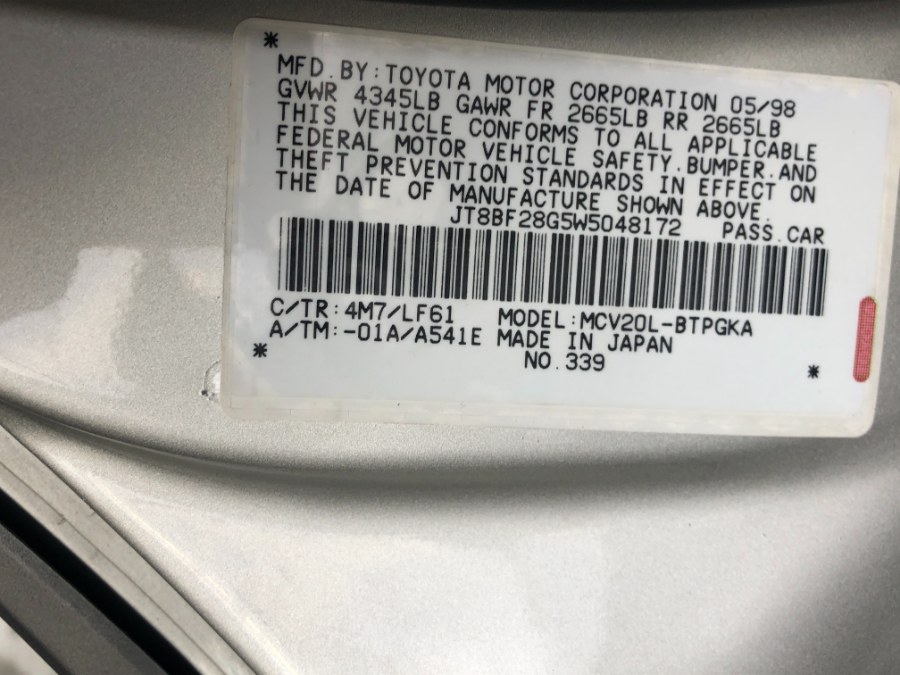 *
MFD. BY: TOYOTA MOTOR CORPORATION 05/98
GVWR 4345LB GAWR FR 2665LB RR 2665LB
THIS VEHICLE CONFORMS TO ALL APPLICABLE
FEDERAL MOTOR VEHICLE SAFETY.BUMPER.AND
THEFT PREVENTION STANDARDS IN EFFECT ON
THE DATE OF MANUFACTURE SHOWN ABOVE.
JT8BF28G5W5048172 PASS.CAR
C/TR:4M7/LF61 MODEL:MCV20L-BTPGKA
A/TM:-01A/A541E MADE IN JAPAN
* NO.339 *